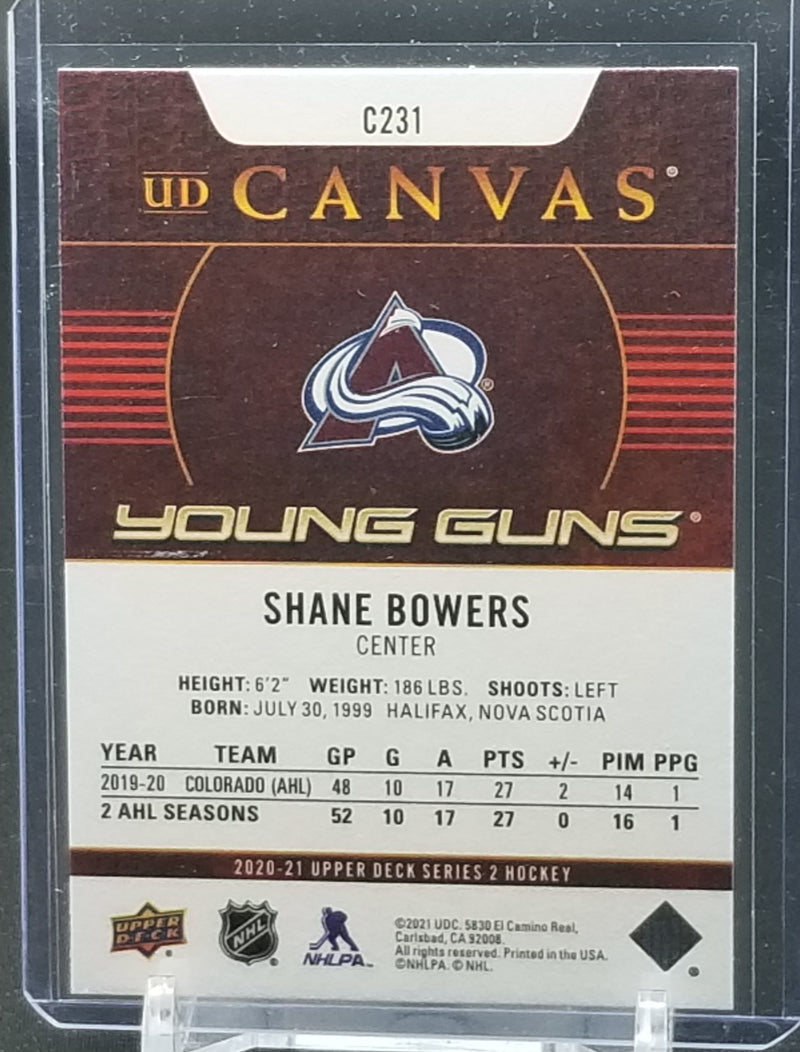 C231
UD CANVAS®
®
YOUNG GUNS®
SHANE BOWERS
CENTER
HEIGHT: 6'2" WEIGHT: 186 LBS. SHOOTS: LEFT
BORN: JULY 30, 1999 HALIFAX, NOVA SCOTIA
YEAR TEAM GP G A PTS +/- PIM PPG
2019-20 COLORADO (AHL) 48 10 17 27 2 14 1
2 AHL SEASONS 52 10 17 27 0 16 1
2020-21 UPPER DECK SERIES 2 HOCKEY
UPPER DECK®
NHL®
NHLPA™
©2021 UDC. 5830 El Camino Real,
Carlsbad, CA 92008.
All rights reserved. Printed in the USA.
©NHLPA. © NHL.
®